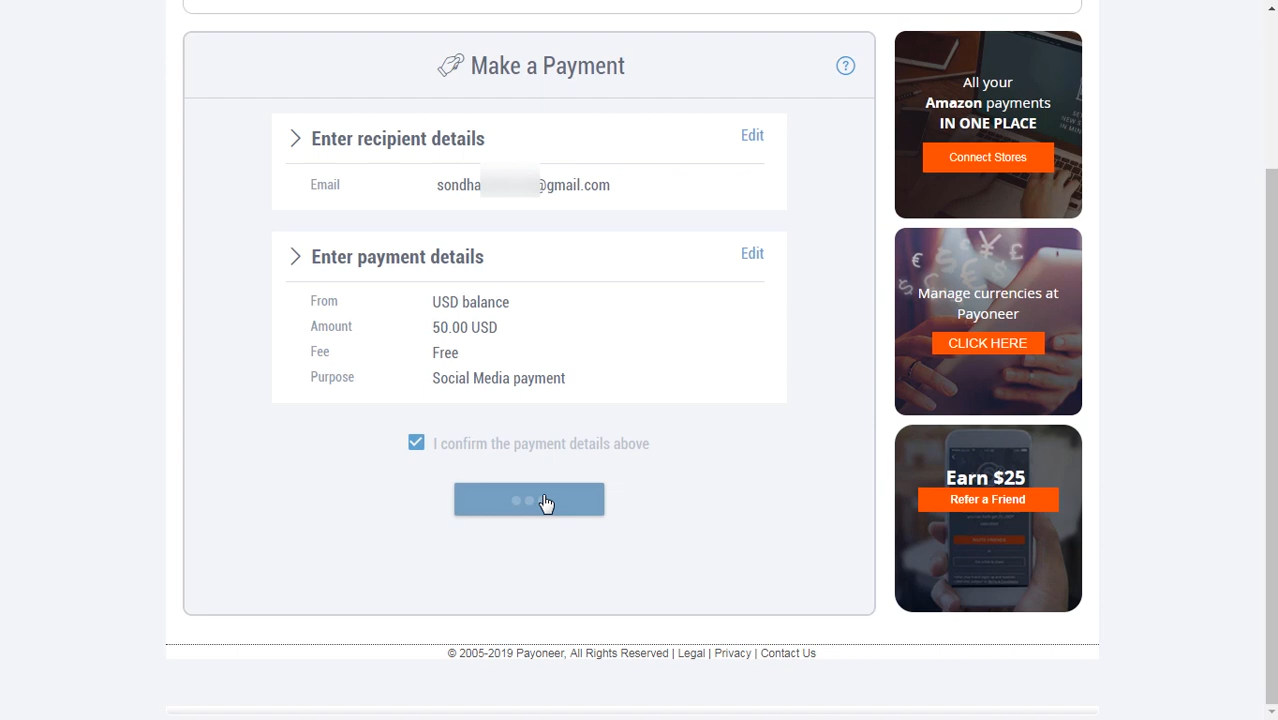 Make a Payment
?
Enter recipient details
Edit
Email
sondha @gmail.com
Enter payment details
Edit
From
USD balance
Amount
50.00 USD
Fee
Free
Purpose
Social Media payment
I confirm the payment details above
All your
Amazon payments
IN ONE PLACE
Connect Stores
Manage currencies at
Payoneer
CLICK HERE
Earn $25
Refer a Friend
© 2005-2019 Payoneer, All Rights Reserved | Legal | Privacy | Contact Us